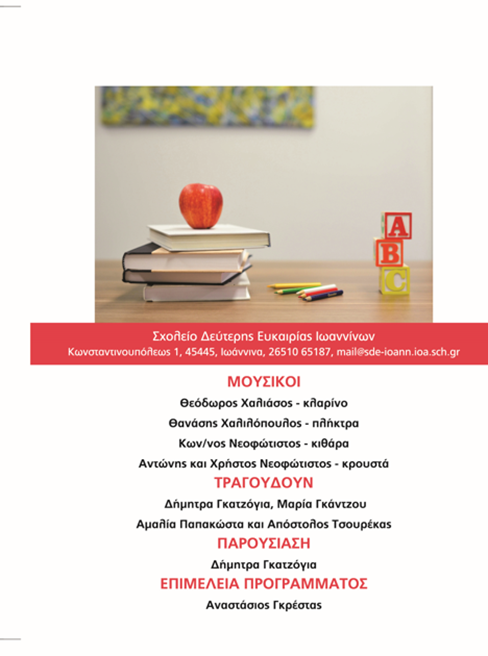 A
B
C
Σχολείο Δεύτερης Ευκαιρίας Ιωαννίνων
Κωνσταντινουπόλεως 1, 45445, Ιωάννινα, 26510 65187, mail@sde-ioann.ioa.sch.gr
ΜΟΥΣΙΚΟΙ
Θεόδωρος Χαλιάσος - κλαρίνο
Θανάσης Χαλιλόπουλος - πλήκτρα
Κων/νος Νεοφώτιστος - κιθάρα
Αντώνης και Χρήστος Νεοφώτιστος - κρουστά
ΤΡΑΓΟΥΔΟΥΝ
Δήμητρα Γκατζόγια, Μαρία Γκάντζου
Αμαλία Παπακώστα και Απόστολος Τσουρέκας
ΠΑΡΟΥΣΙΑΣΗ
Δήμητρα Γκατζόγια
ΕΠΙΜΕΛΕΙΑ ΠΡΟΓΡΑΜΜΑΤΟΣ
Αναστάσιος Γκρέστας